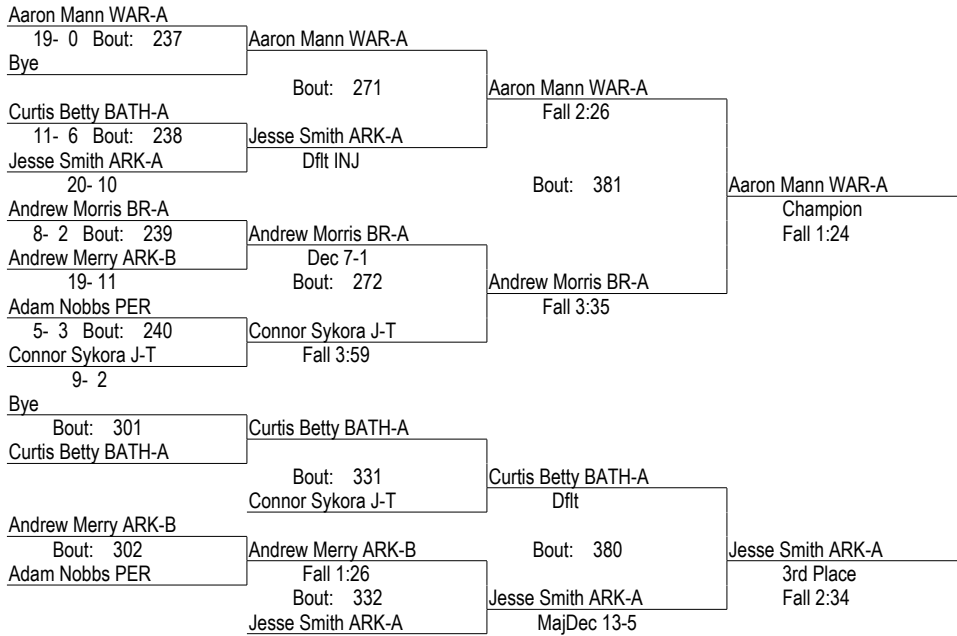 Aaron Mann WAR-A
19- 0 Bout: 237
Aaron Mann WAR-A
Bye
Bout: 271
Aaron Mann WAR-A
Curtis Betty BATH-A
Fall 2:26
11- 6 Bout: 238
Jesse Smith ARK-A
Jesse Smith ARK-A
Dflt INJ
20- 10
Bout: 381
Aaron Mann WAR-A
Andrew Morris BR-A
Champion
8- 2 Bout: 239
Andrew Morris BR-A
Fall 1:24
Andrew Merry ARK-B
Dec 7-1
19- 11
Bout: 272
Andrew Morris BR-A
Adam Nobbs PER
Fall 3:35
5- 3 Bout: 240
Connor Sykora J-T
Connor Sykora J-T
Fall 3:59
9- 2
Bye
Bout: 301
Curtis Betty BATH-A
Curtis Betty BATH-A
Bout: 331
Curtis Betty BATH-A
Connor Sykora J-T
Dflt
Andrew Merry ARK-B
Bout: 302
Andrew Merry ARK-B
Bout: 380
Jesse Smith ARK-A
Adam Nobbs PER
Fall 1:26
3rd Place
Bout: 332
Jesse Smith ARK-A
Fall 2:34
Jesse Smith ARK-A
MajDec 13-5